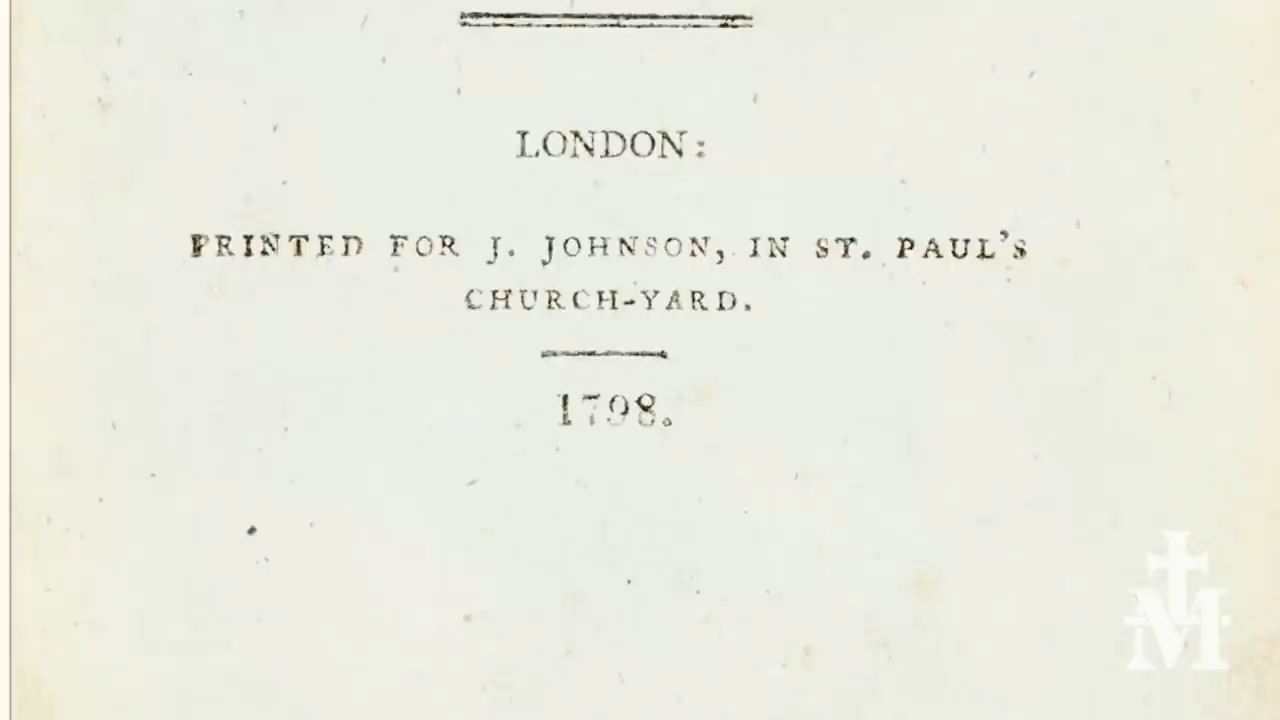 LONDON:
PRINTED FOR J. JOHNSON, IN ST. PAUL'S
CHURCH-YARD.
1798.